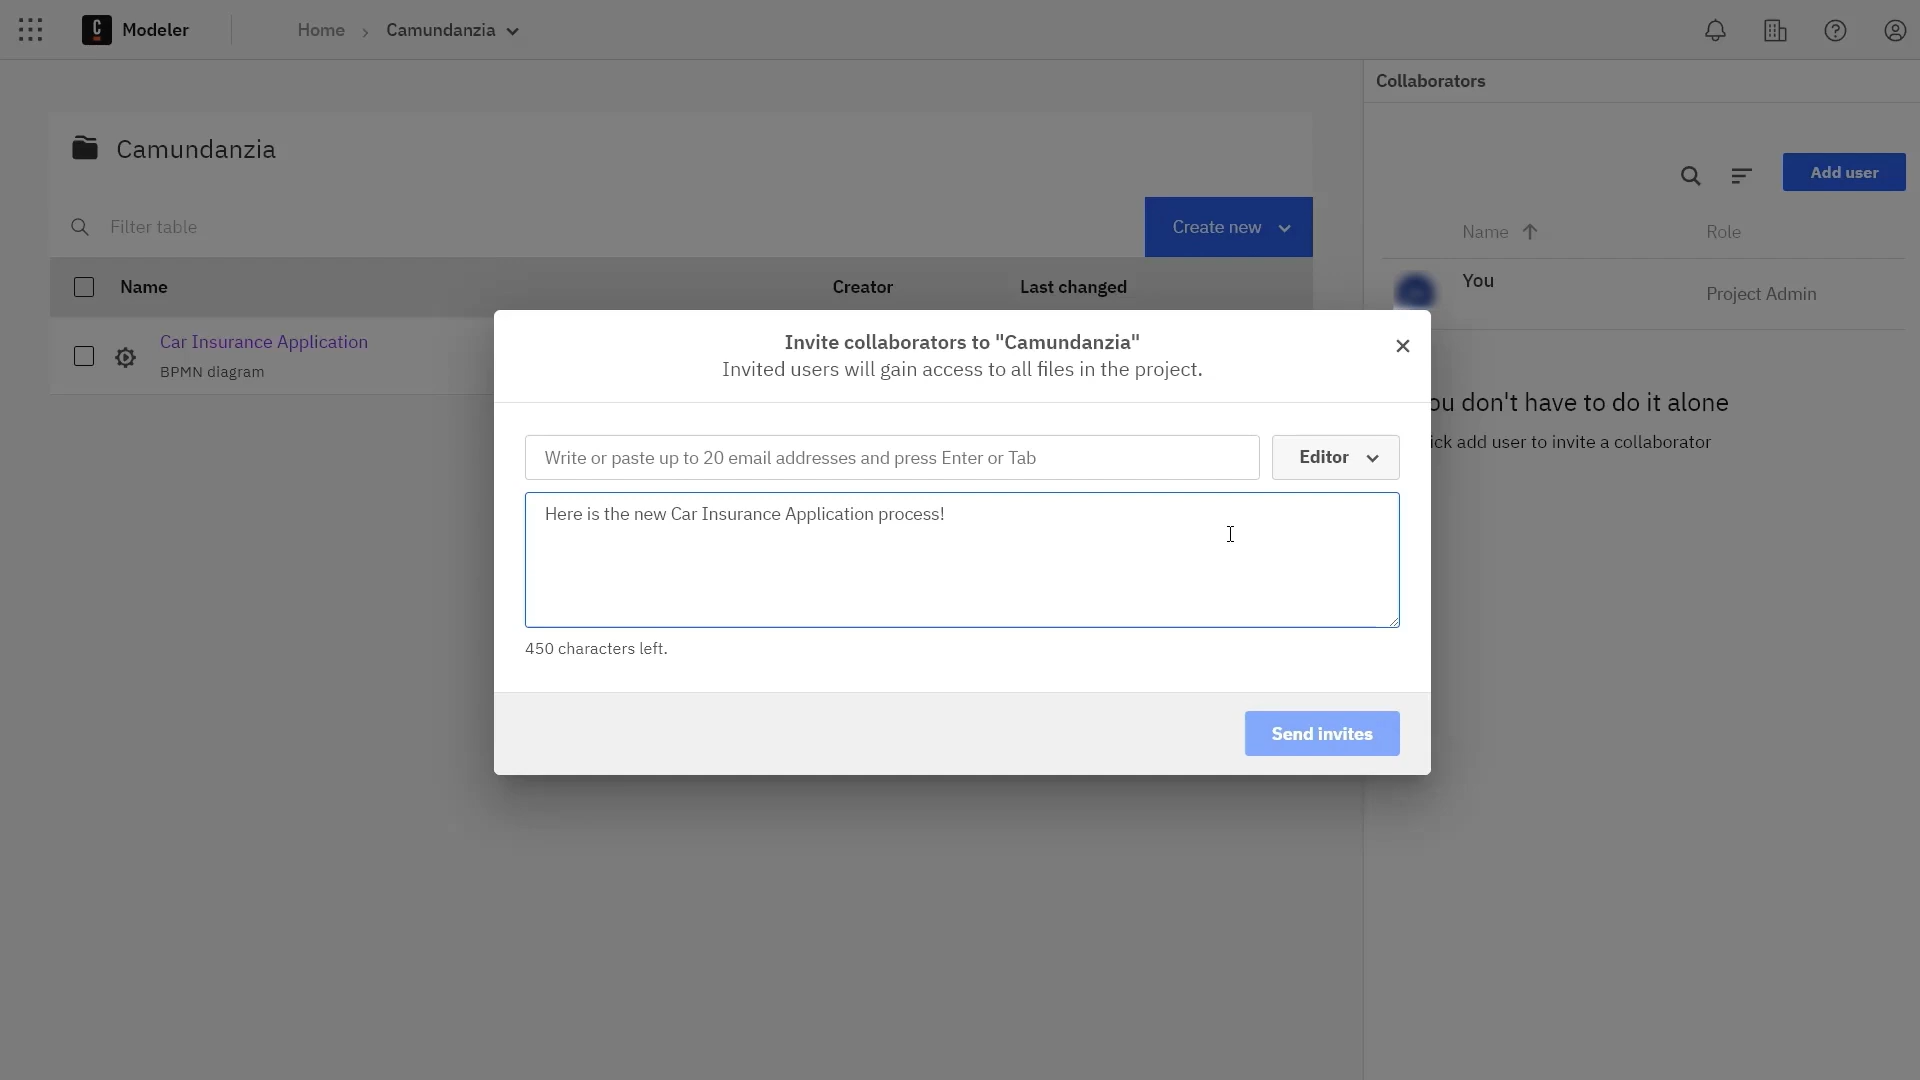 Modeler
Home > Camundanzia
Collaborators
Camundanzia
Add user
Filter table
Create new
Name
Role
Name
Creator
Last changed
You
Project Admin
Car Insurance Application
BPMN diagram
Invite collaborators to "Camundanzia"
Invited users will gain access to all files in the project.
ou don't have to do it alone
ick add user to invite a collaborator
Write or paste up to 20 email addresses and press Enter or Tab
Editor
Here is the new Car Insurance Application process!
450 characters left.
Send invites